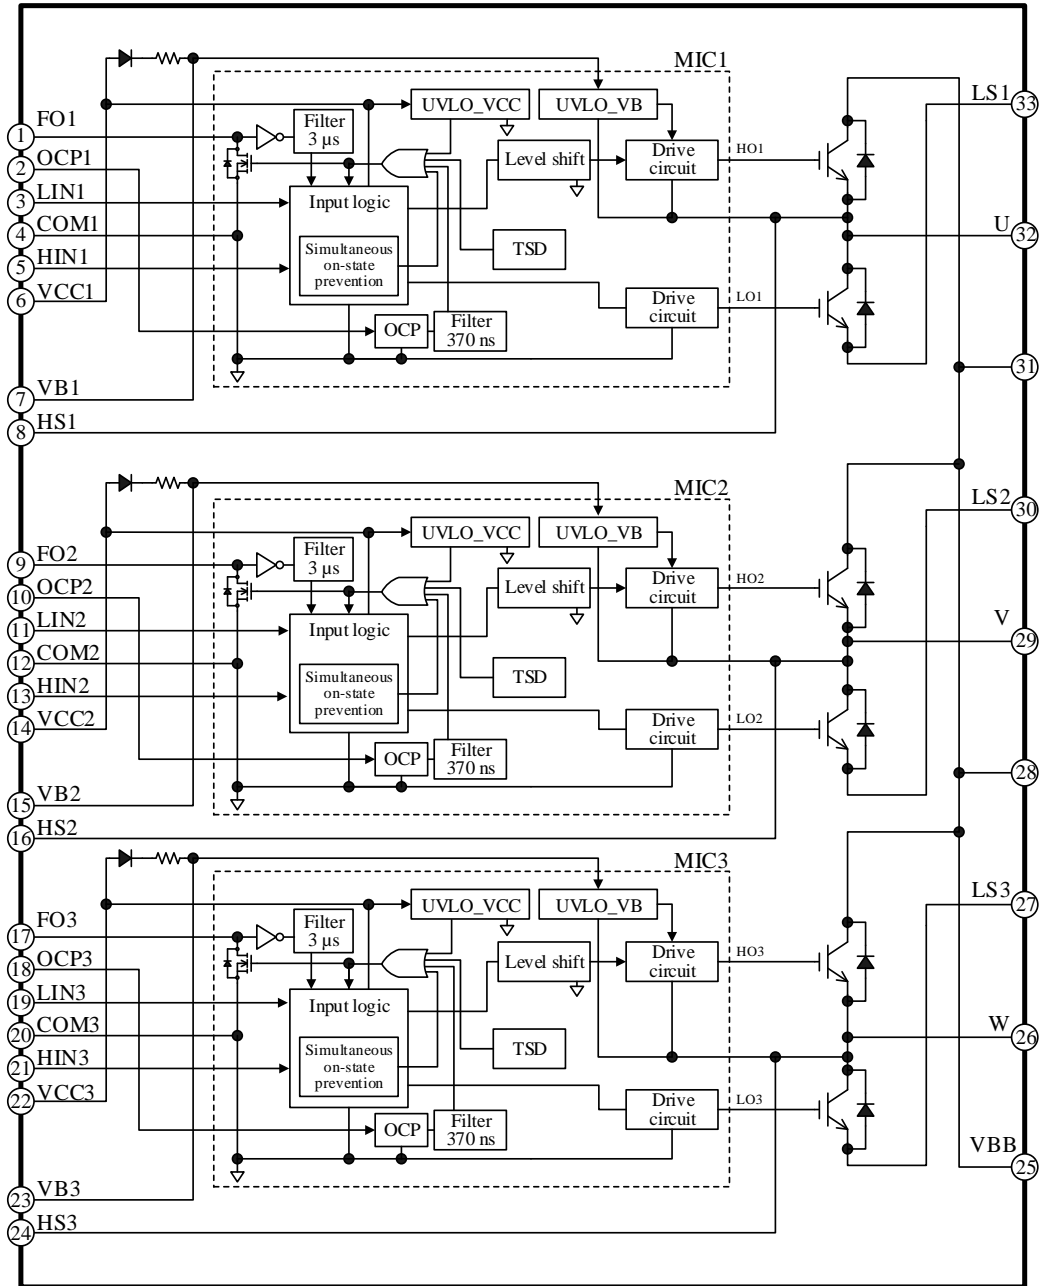 MIC1
FO1
1
OCP1
2
LIN1
3
COM1
4
HIN1
5
VCC1
6
VB1
7
HS1
8
Filter
3 µs
UVLO_VCC
UVLO_VB
Level shift
Drive
circuit
HO1
Input logic
Simultaneous
on-state
prevention
TSD
OCP
Filter
370 ns
Drive
circuit
LO1
LS1
33
U
32
31
MIC2
FO2
9
OCP2
10
LIN2
11
COM2
12
HIN2
13
VCC2
14
VB2
15
HS2
16
Filter
3 µs
UVLO_VCC
UVLO_VB
Level shift
Drive
circuit
HO2
Input logic
Simultaneous
on-state
prevention
TSD
OCP
Filter
370 ns
Drive
circuit
LO2
LS2
30
V
29
28
MIC3
FO3
17
OCP3
18
LIN3
19
COM3
20
HIN3
21
VCC3
22
VB3
23
HS3
24
Filter
3 µs
UVLO_VCC
UVLO_VB
Level shift
Drive
circuit
HO3
Input logic
Simultaneous
on-state
prevention
TSD
OCP
Filter
370 ns
Drive
circuit
LO3
LS3
27
W
26
VBB
25